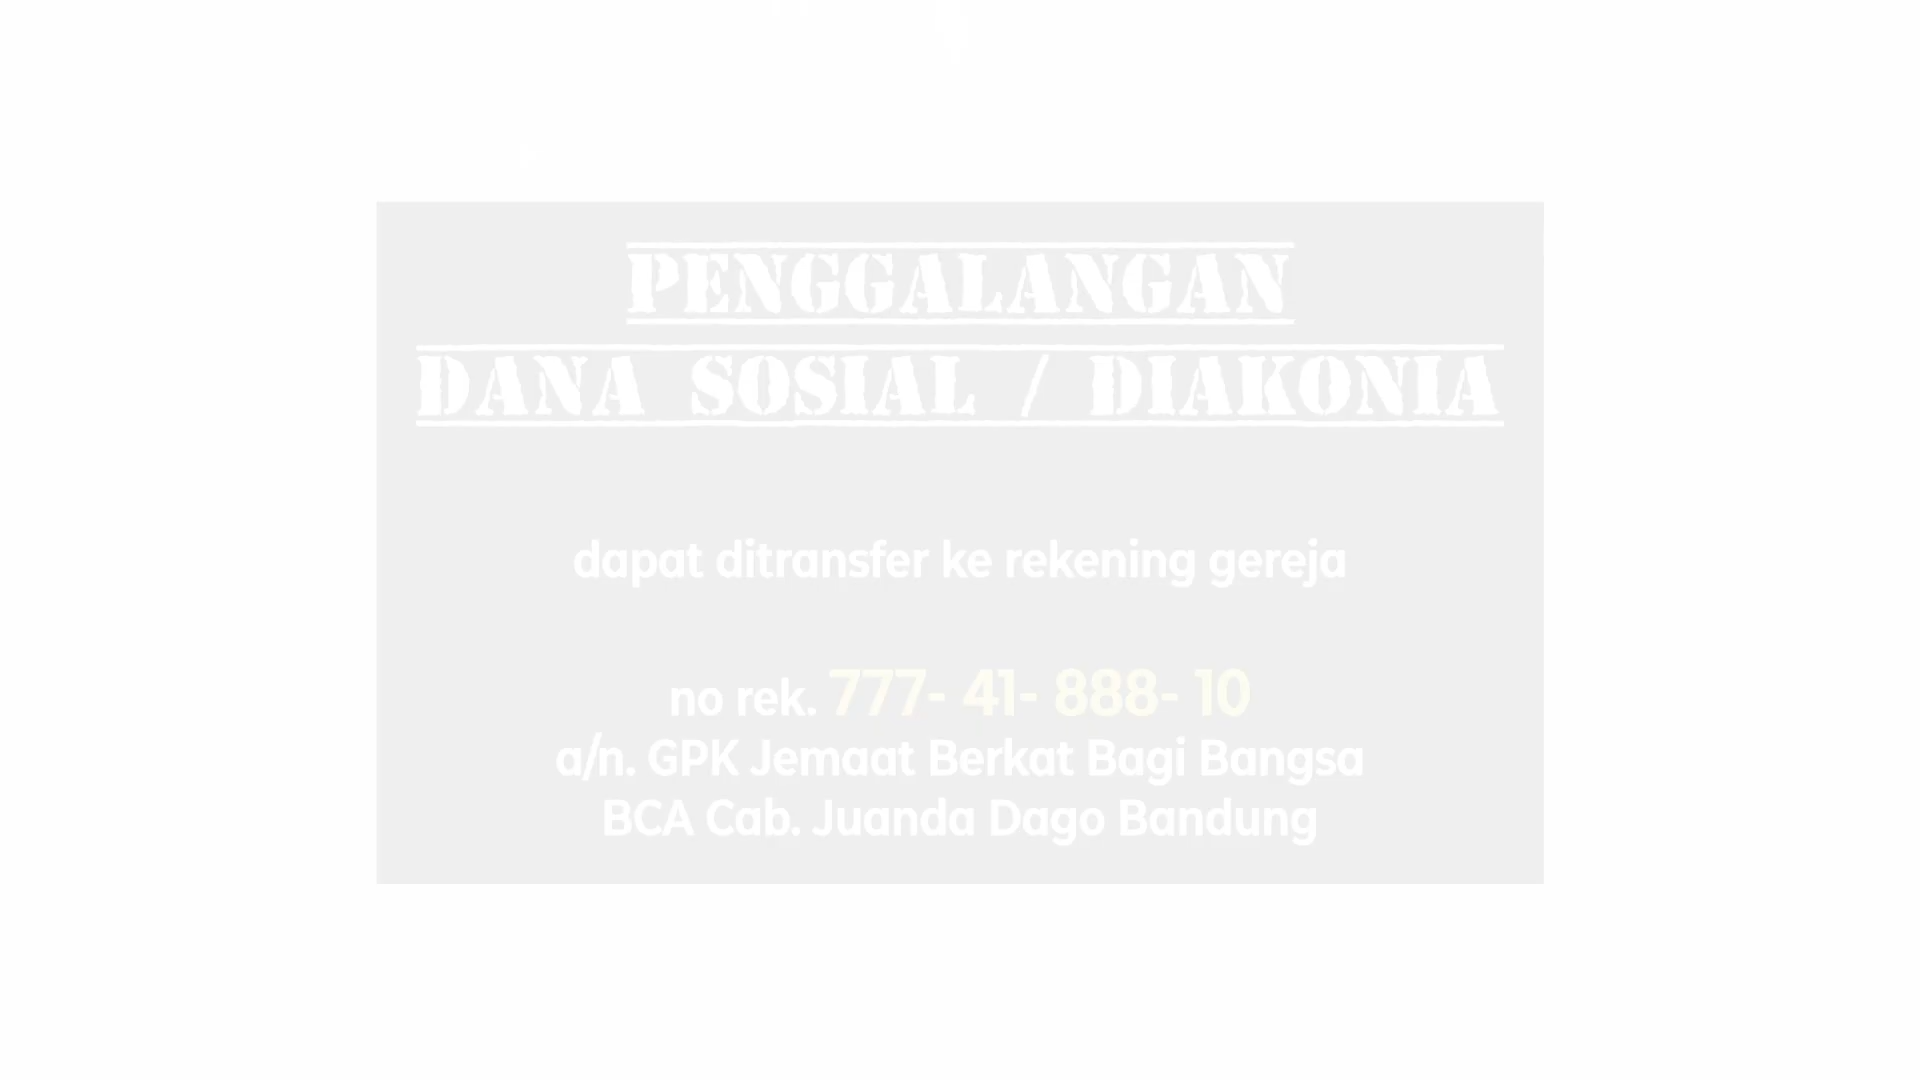 PENGGALANGAN
DANA SOSIAL / DIAKONIA
dapat ditransfer ke rekening gereja
no rek. 777- 41- 888- 10
a/n. GPK Jemaat Berkat Bagi Bangsa
BCA Cab. Juanda Dago Bandung